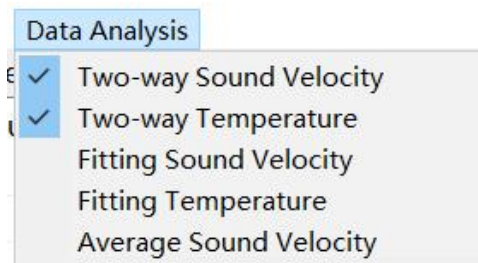 Data Analysis
Two-way Sound Velocity
Two-way Temperature
Fitting Sound Velocity
Fitting Temperature
Average Sound Velocity